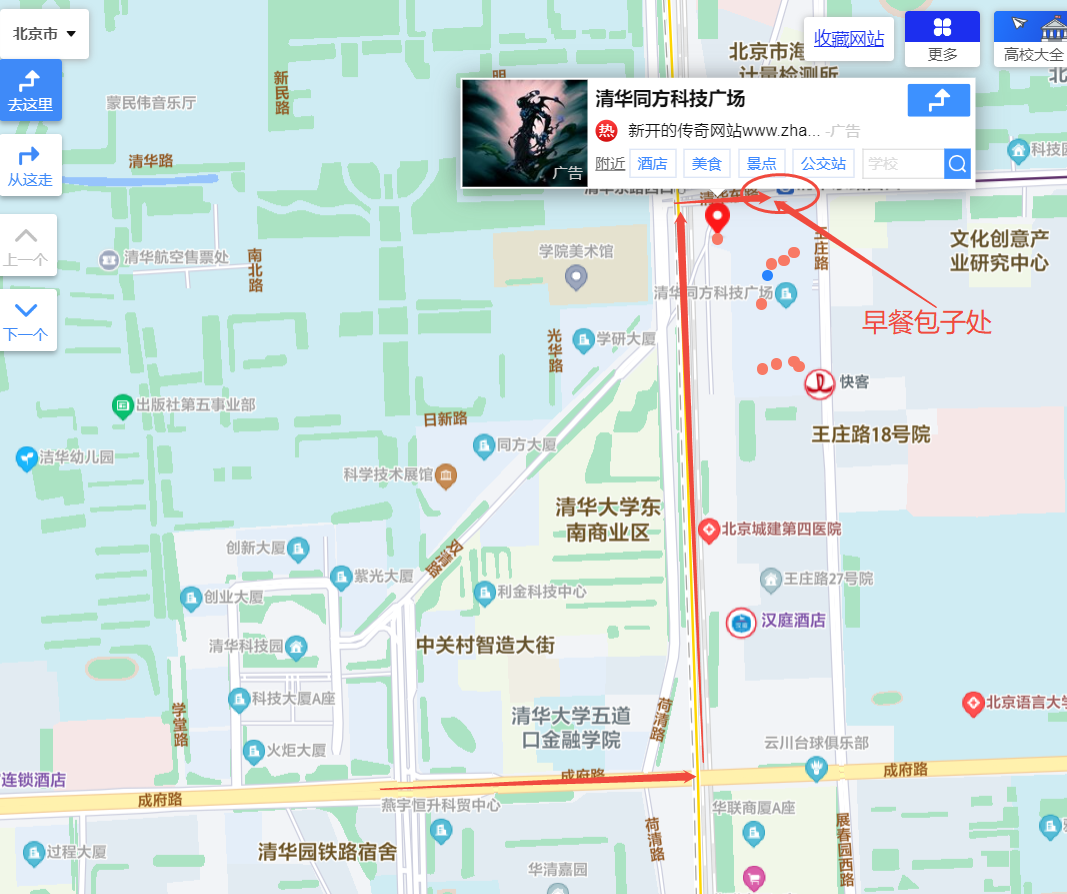 北京市
收藏网站
更多
高校大全
北京市海
计量检测所
去这里
从这走
上一个
下一个
新民路
明
蒙民伟音乐厅
清华路
清华同方科技广场
热
新开的传奇网站www.zha... -广告
广告
附近
酒店
美食
景点
公交站
学校
清华东路西口
清华东路
王庄路
文化创意产
业研究中心
清华航空售票处
南北路
学院美术馆
清华同方科技广场
早餐包子处
光华路
学研大厦
快客
出版社第五事业部
日新路
同方大厦
王庄路18号院
洁华幼儿园
科学技术展馆
清华大学东
南商业区
北京城建第四医院
双清路
创新大厦
紫光大厦
利金科技中心
王庄路27号院
创业大厦
汉庭酒店
清华科技园
中关村智造大街
科技大厦A座
学堂路
清华大学五道
口金融学院
荷清路
北京语言大学
火炬大厦
云川台球俱乐部
连锁酒店
成府路
成府路
成府路
燕宇恒升科贸中心
华联商厦A座
荷清路
展春园西路
过程大厦
清华园铁路宿舍
华清嘉园